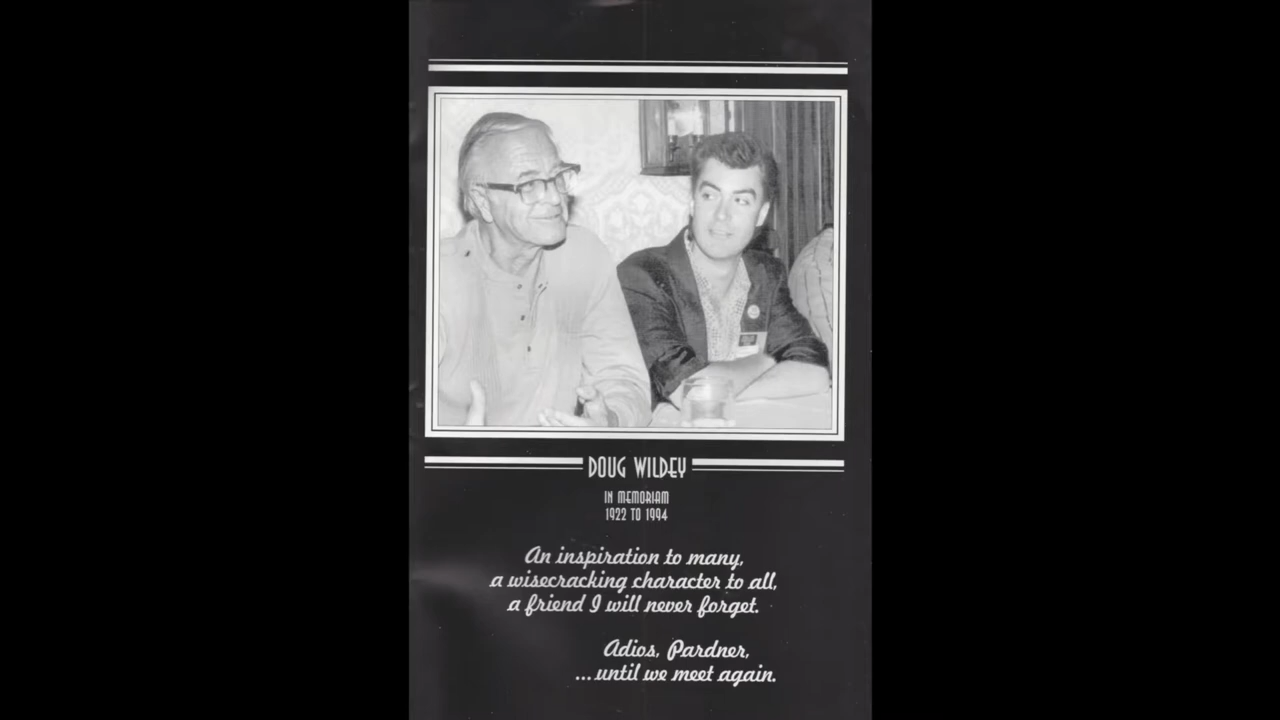 DOUG WILDEY
IN MEMORIAM
1922 TO 1994
An inspiration to many,
a wisecracking character to all,
a friend I will never forget.
Adios, Pardner,
...until we meet again.